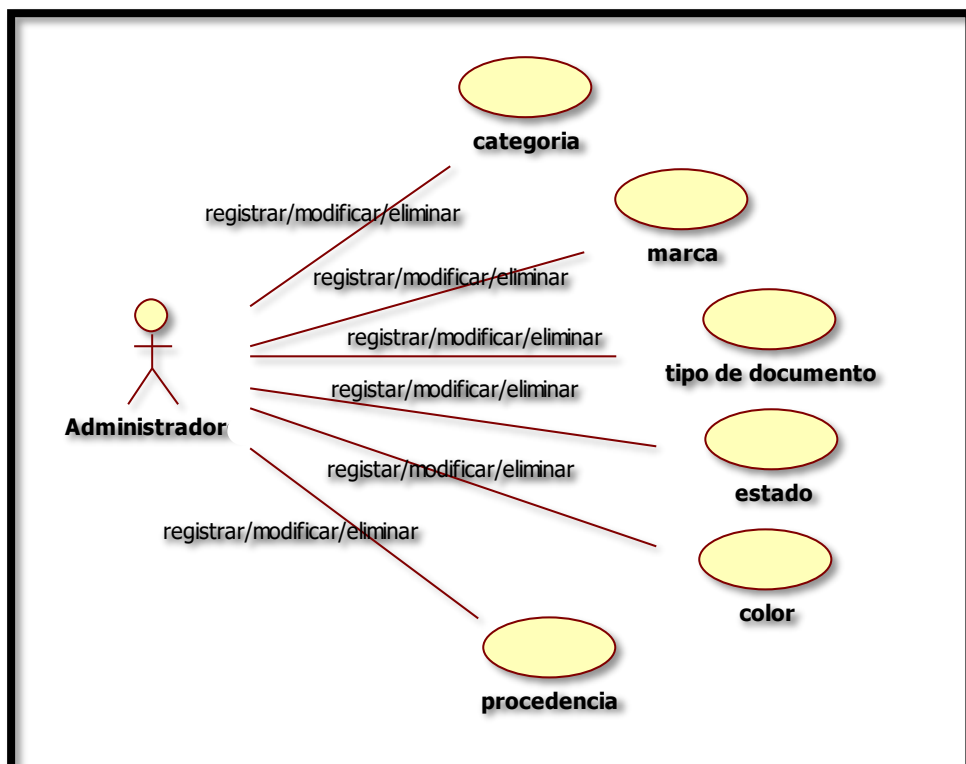 categoria
registrar/modificar/eliminar
marca
registrar/modificar/eliminar
registrar/modificar/eliminar
tipo de documento
registar/modificar/eliminar
Administrador
registar/modificar/eliminar
estado
registrar/modificar/eliminar
color
procedencia